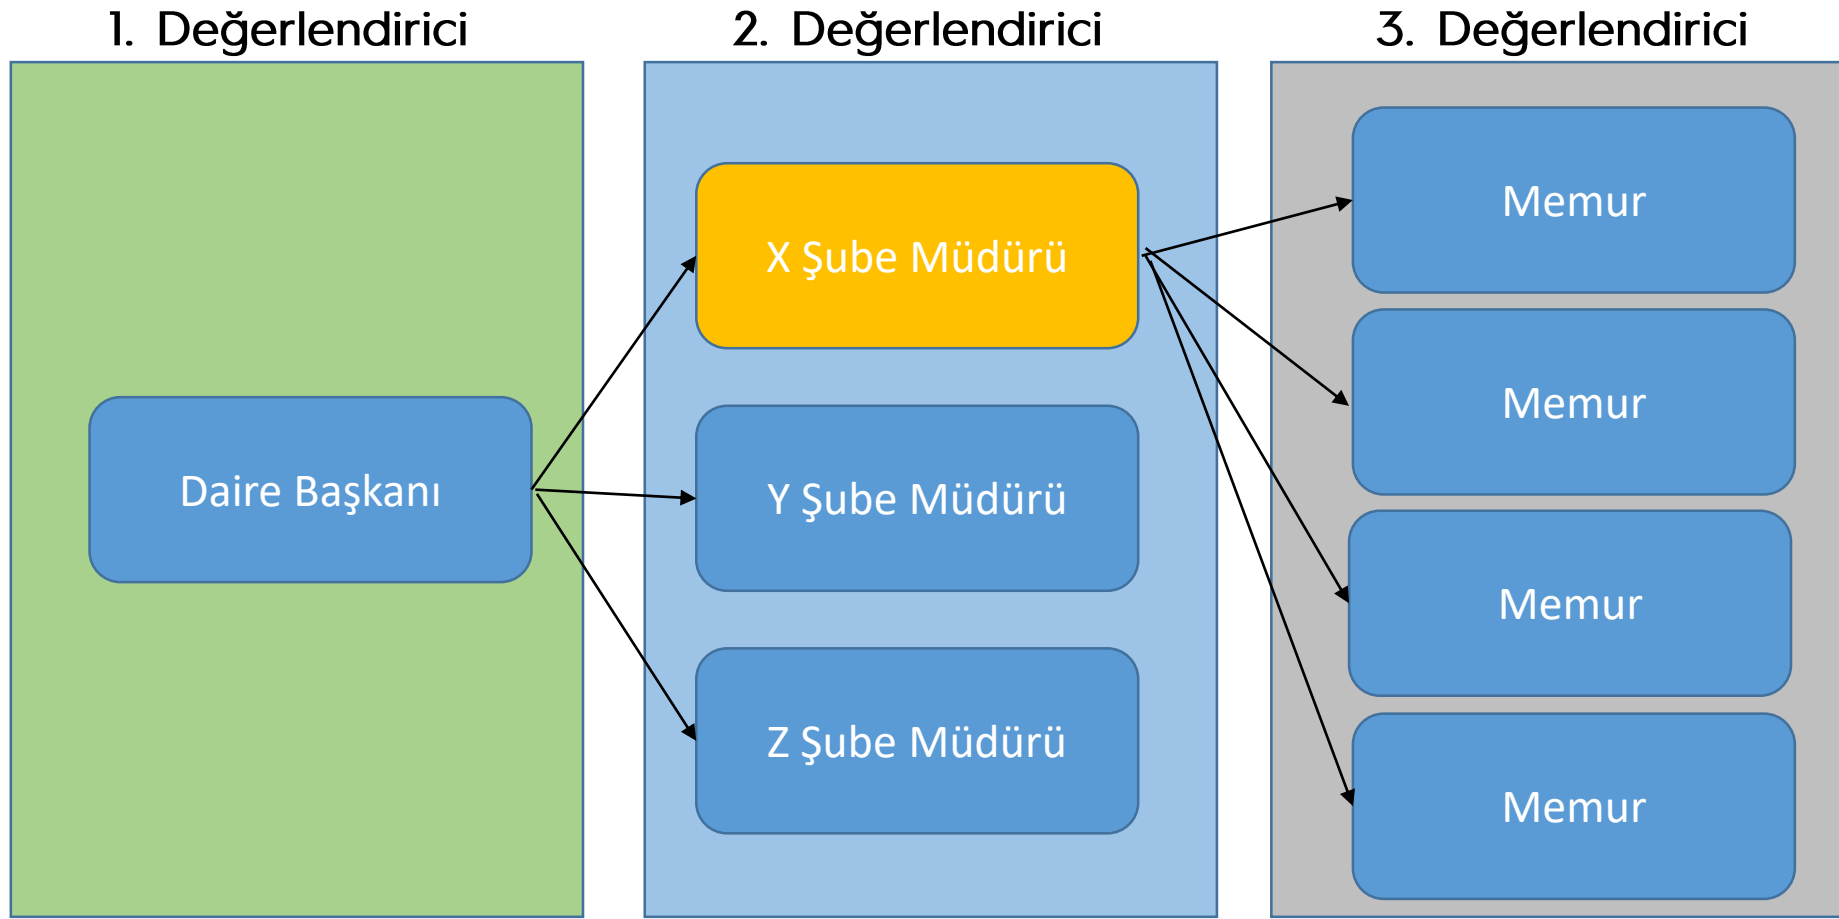 1. Değerlendirici
2. Değerlendirici
3. Değerlendirici
Daire Başkanı
X Şube Müdürü
Y Şube Müdürü
Z Şube Müdürü
Memur
Memur
Memur
Memur